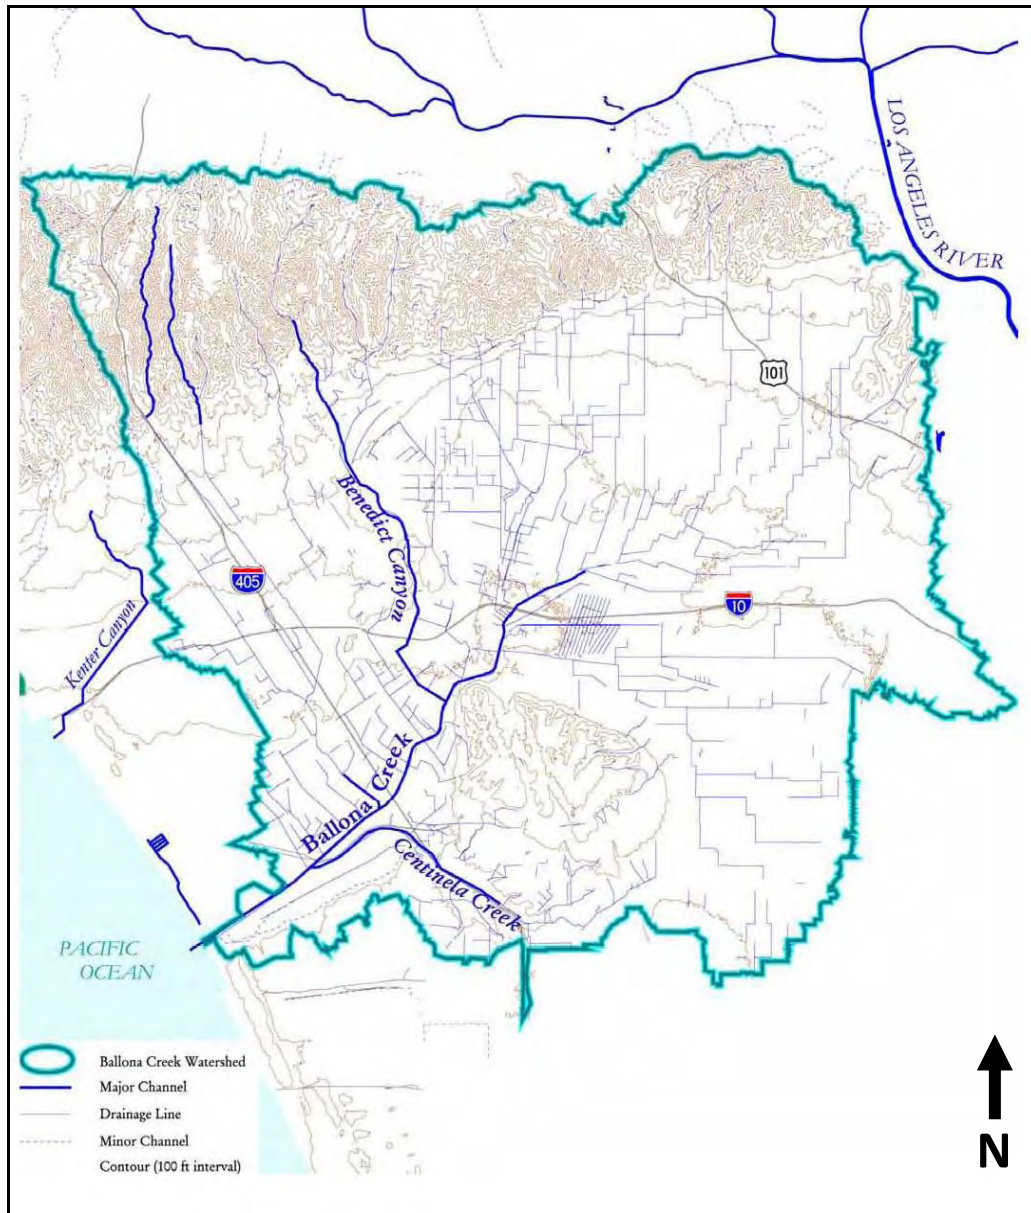 LOS ANGELES RIVER
101
Benedict Canyon
405
10
Kenter Canyon
Ballona Creek
Centinela Creek
PACIFIC
OCEAN
Ballona Creek Watershed
Major Channel
Drainage Line
Minor Channel
Contour (100 ft interval)
N